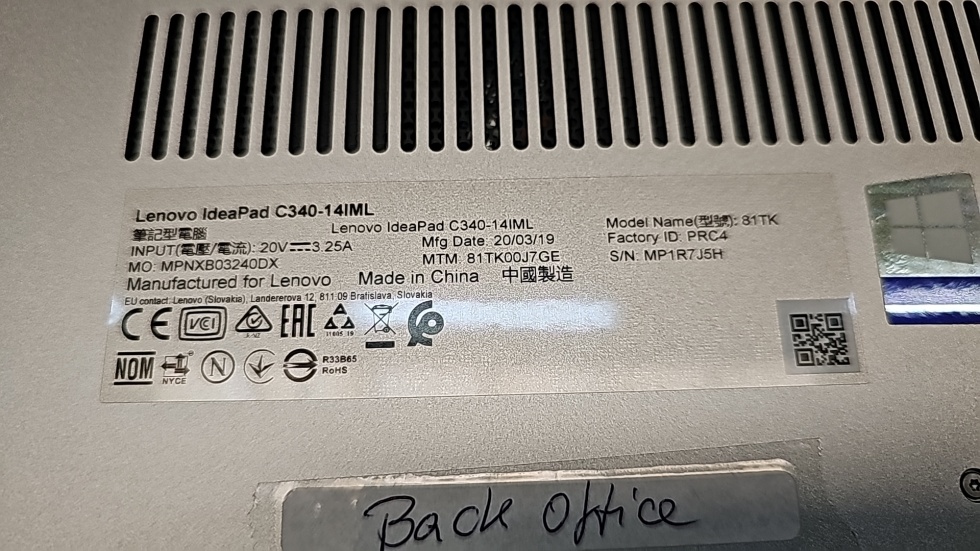 Lenovo IdeaPad C340-14IML
筆記型電腦 Lenovo IdeaPad C340-14IML Model Name(型號): 81TK
INPUT(電壓/電流): 20V⎓3.25A Mfg Date: 20/03/19 Factory ID: PRC4
MO: MPNXB03240DX MTM: 81TK00J7GE S/N: MP1R7J5H
Manufactured for Lenovo Made in China 中國製造
EU contact: Lenovo (Slovakia), Landererova 12, 811 09 Bratislava, Slovakia
CE VCI EAC
NOM NYCE N R33B65
RoHS
Back Office